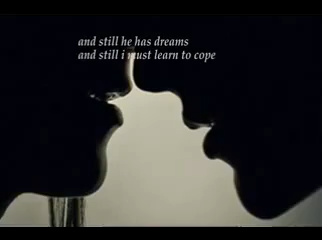 and still he has dreams
and still i must learn to cope